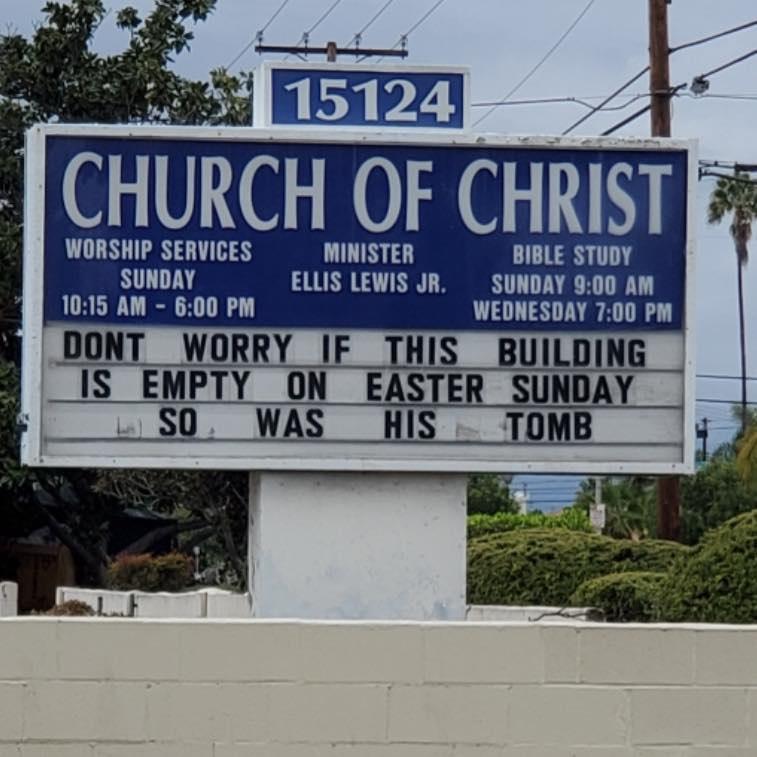 15124
CHURCH OF CHRIST
WORSHIP SERVICES
SUNDAY
10:15 AM - 6:00 PM
MINISTER
ELLIS LEWIS JR.
BIBLE STUDY
SUNDAY 9:00 AM
WEDNESDAY 7:00 PM
DONT WORRY IF THIS BUILDING
IS EMPTY ON EASTER SUNDAY
SO WAS HIS TOMB